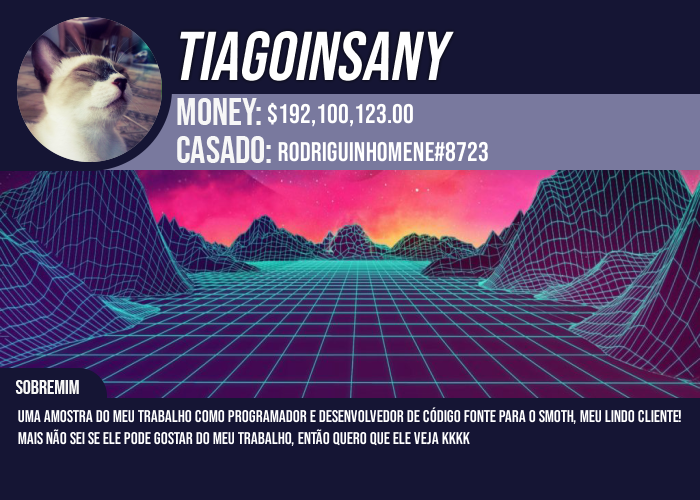 TIAGOINSANY
MONEY: $192,100,123.00
CASADO: RODRIGUINHOMENE#8723
SOBREMIM
UMA AMOSTRA DO MEU TRABALHO COMO PROGRAMADOR E DESENVOLVEDOR DE CÓDIGO FONTE PARA O SMOTH, MEU LINDO CLIENTE!
MAIS NÃO SEI SE ELE PODE GOSTAR DO MEU TRABALHO, ENTÃO QUERO QUE ELE VEJA KKKK